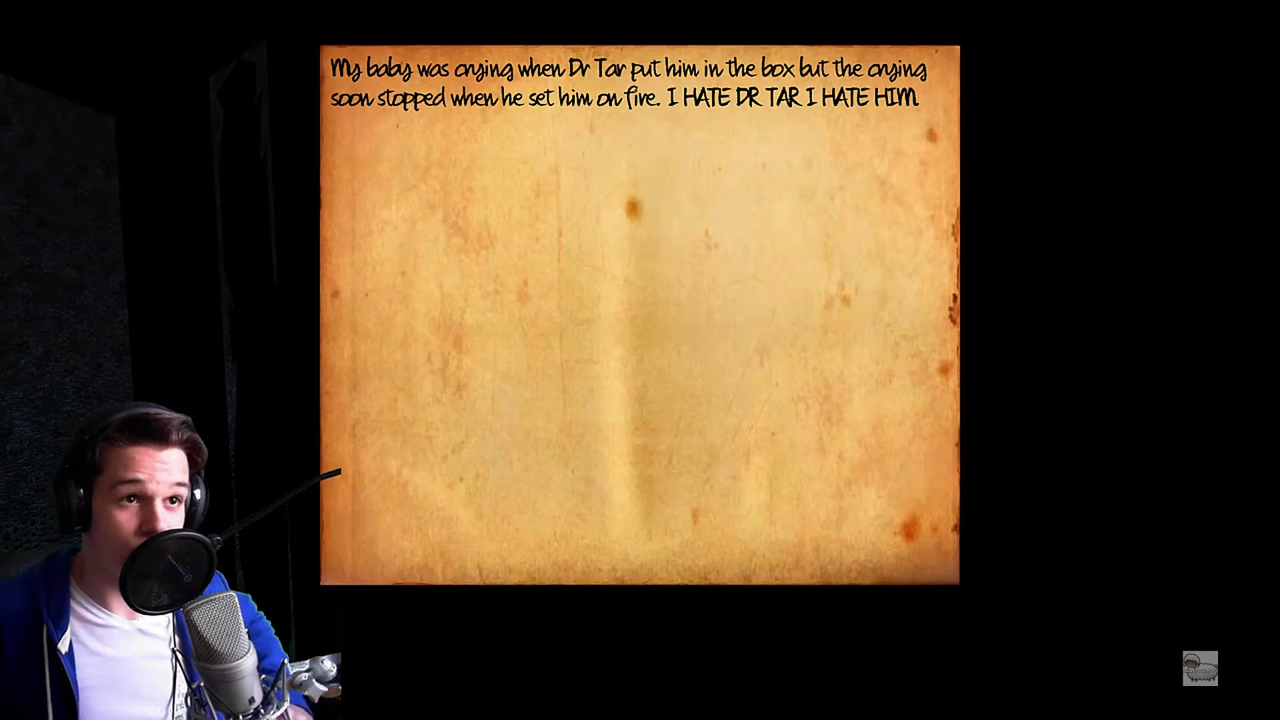 My baby was crying when Dr Tar put him in the box but the crying
soon stopped when he set him on fire. I HATE DR TAR I HATE HIM